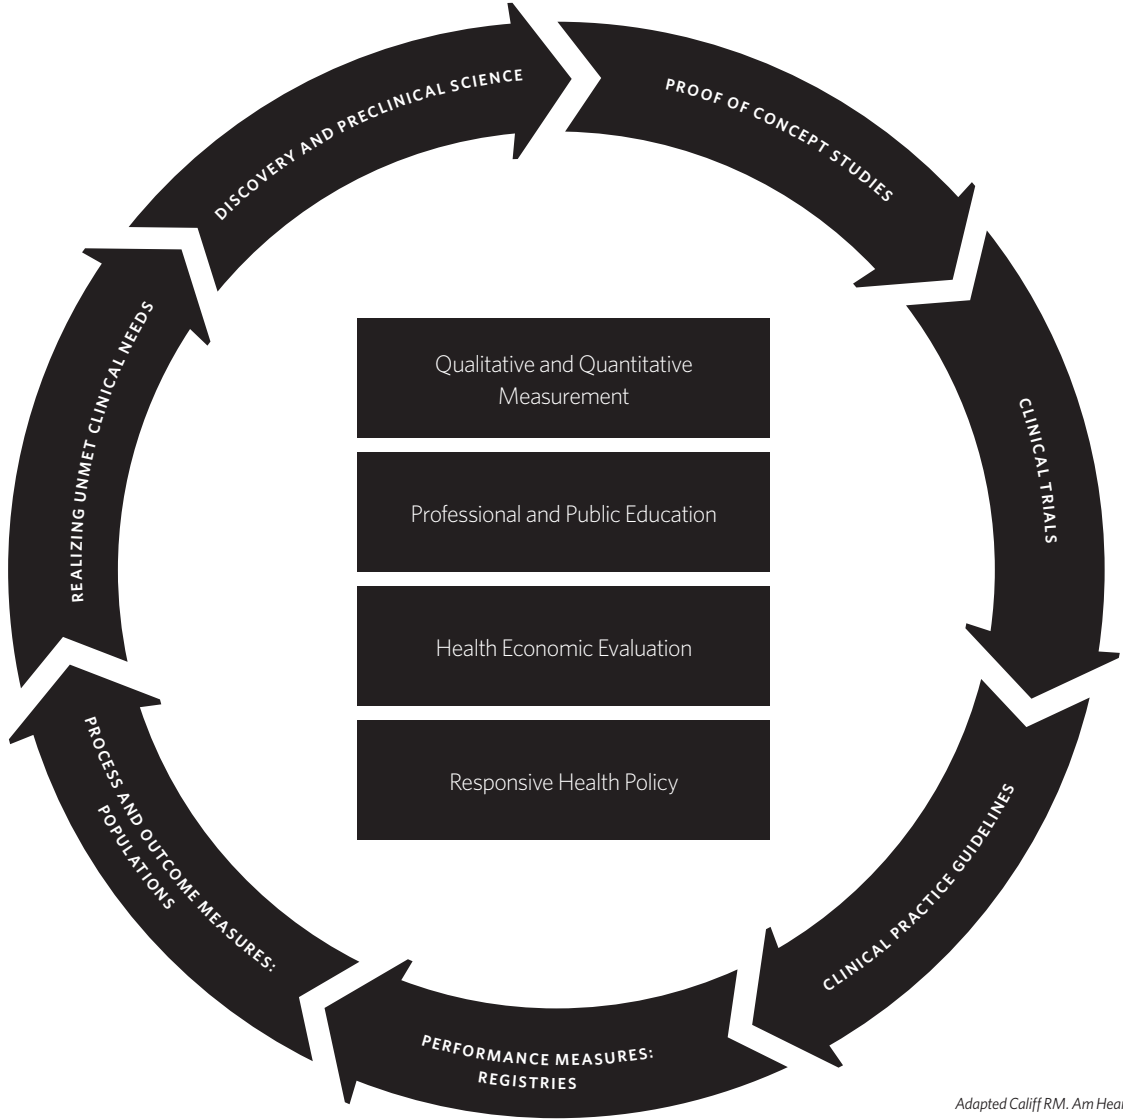 DISCOVERY AND PRECLINICAL SCIENCE
PROOF OF CONCEPT STUDIES
CLINICAL TRIALS
CLINICAL PRACTICE GUIDELINES
PERFORMANCE MEASURES:
REGISTRIES
PROCESS AND OUTCOME MEASURES:
POPULATIONS
REALIZING UNMET CLINICAL NEEDS
Qualitative and Quantitative
Measurement
Professional and Public Education
Health Economic Evaluation
Responsive Health Policy
Adapted Califf RM. Am Hear